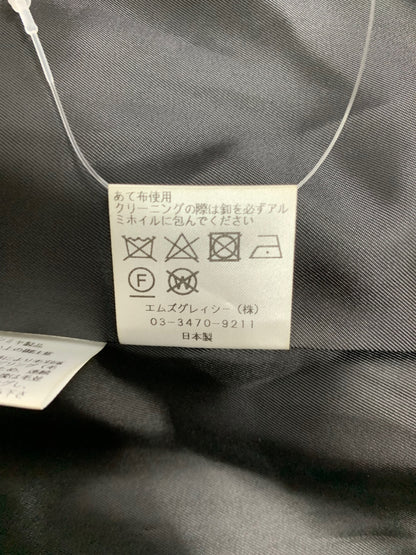 あて布使用
クリーニングの際は釦を必ずアル
ミホイルに包んでください
F
W
エムズグレイシー（株）
03-3470-9211
日本製